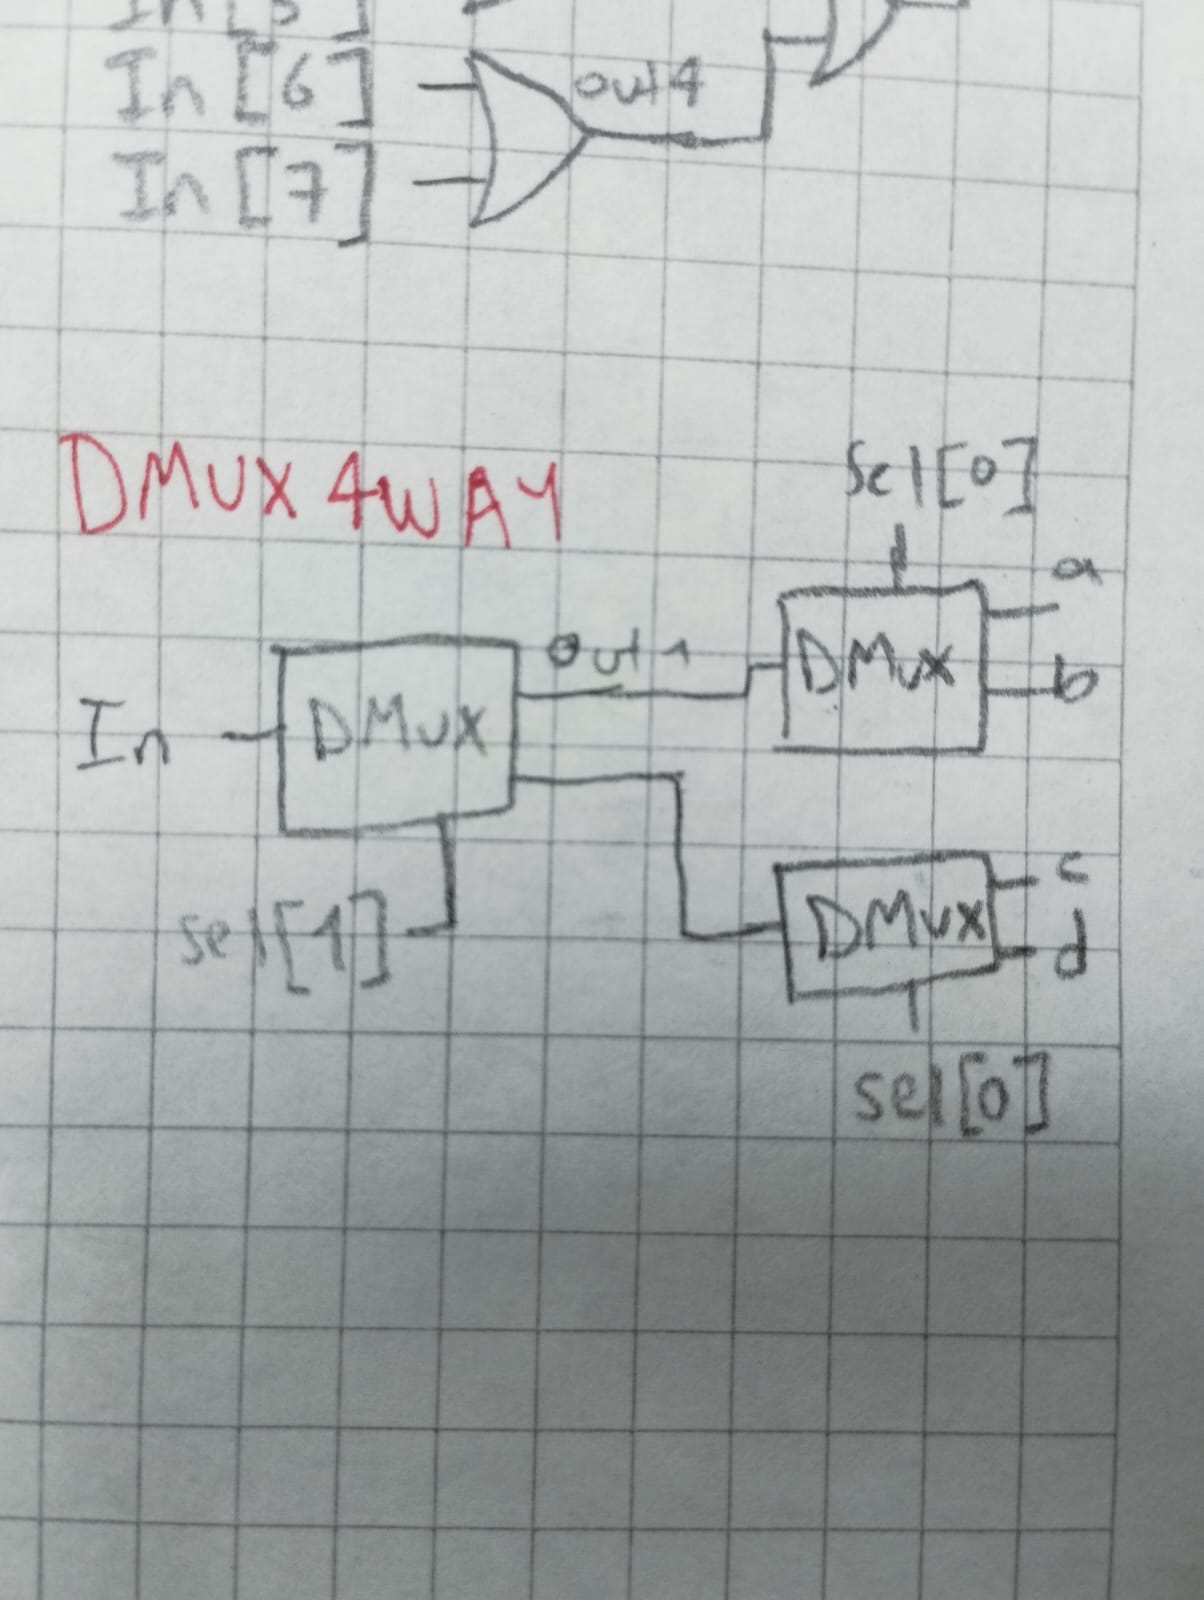 In [5]
In [6]
out4
In [7]
DMUX 4WAY
Sel[0]
a
Out1
DMux
b
In
DMux
c
sel[1]
DMux
d
sel[0]